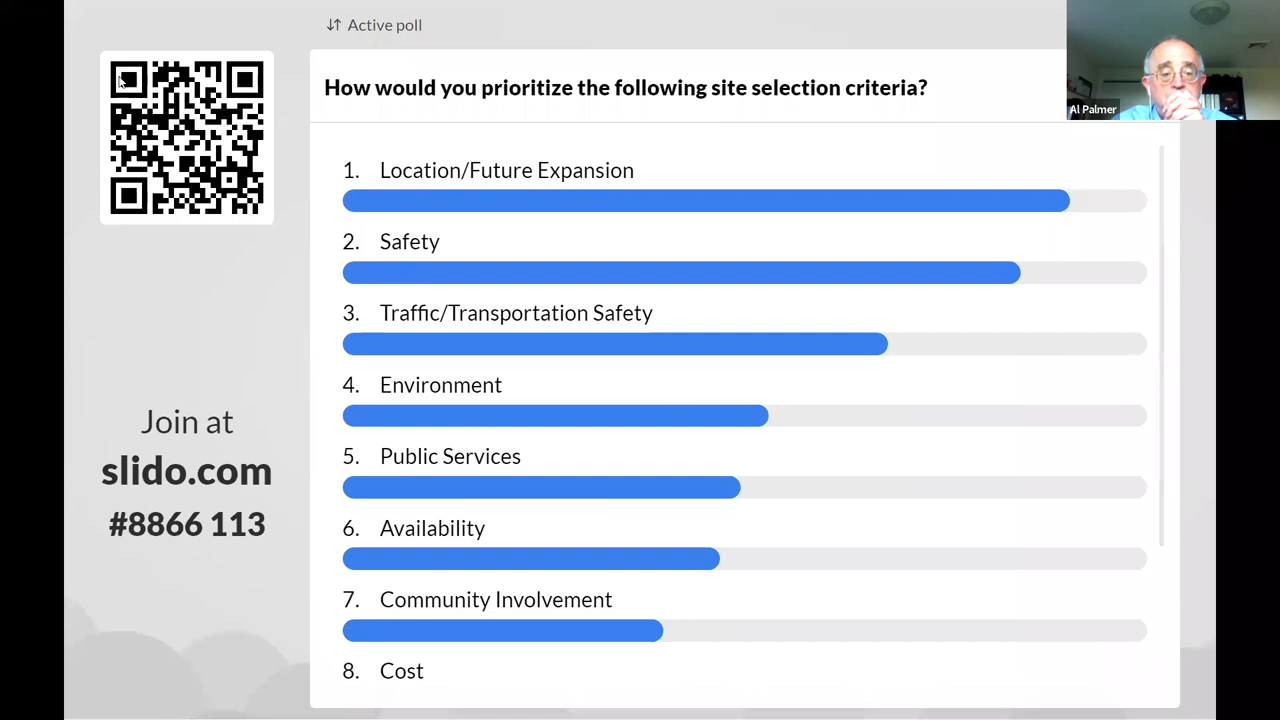 Active poll
How would you prioritize the following site selection criteria?
Al Palmer
1. Location/Future Expansion
2. Safety
3. Traffic/Transportation Safety
4. Environment
5. Public Services
6. Availability
7. Community Involvement
8. Cost
Join at
slido.com
#8866 113